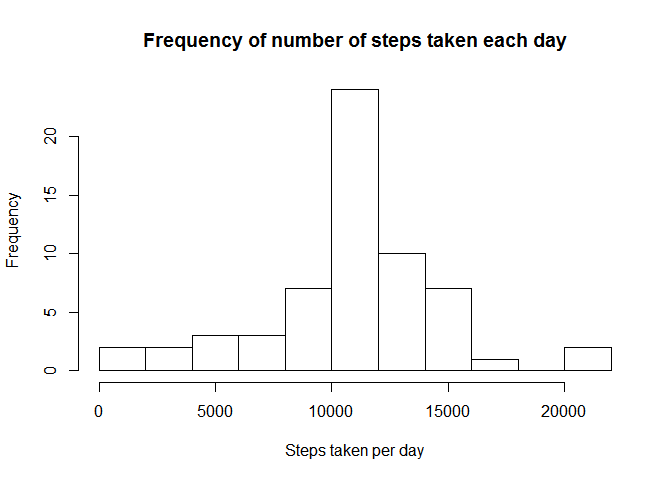 Frequency of number of steps taken each day
Frequency
20
15
10
5
0
0 5000 10000 15000 20000
Steps taken per day